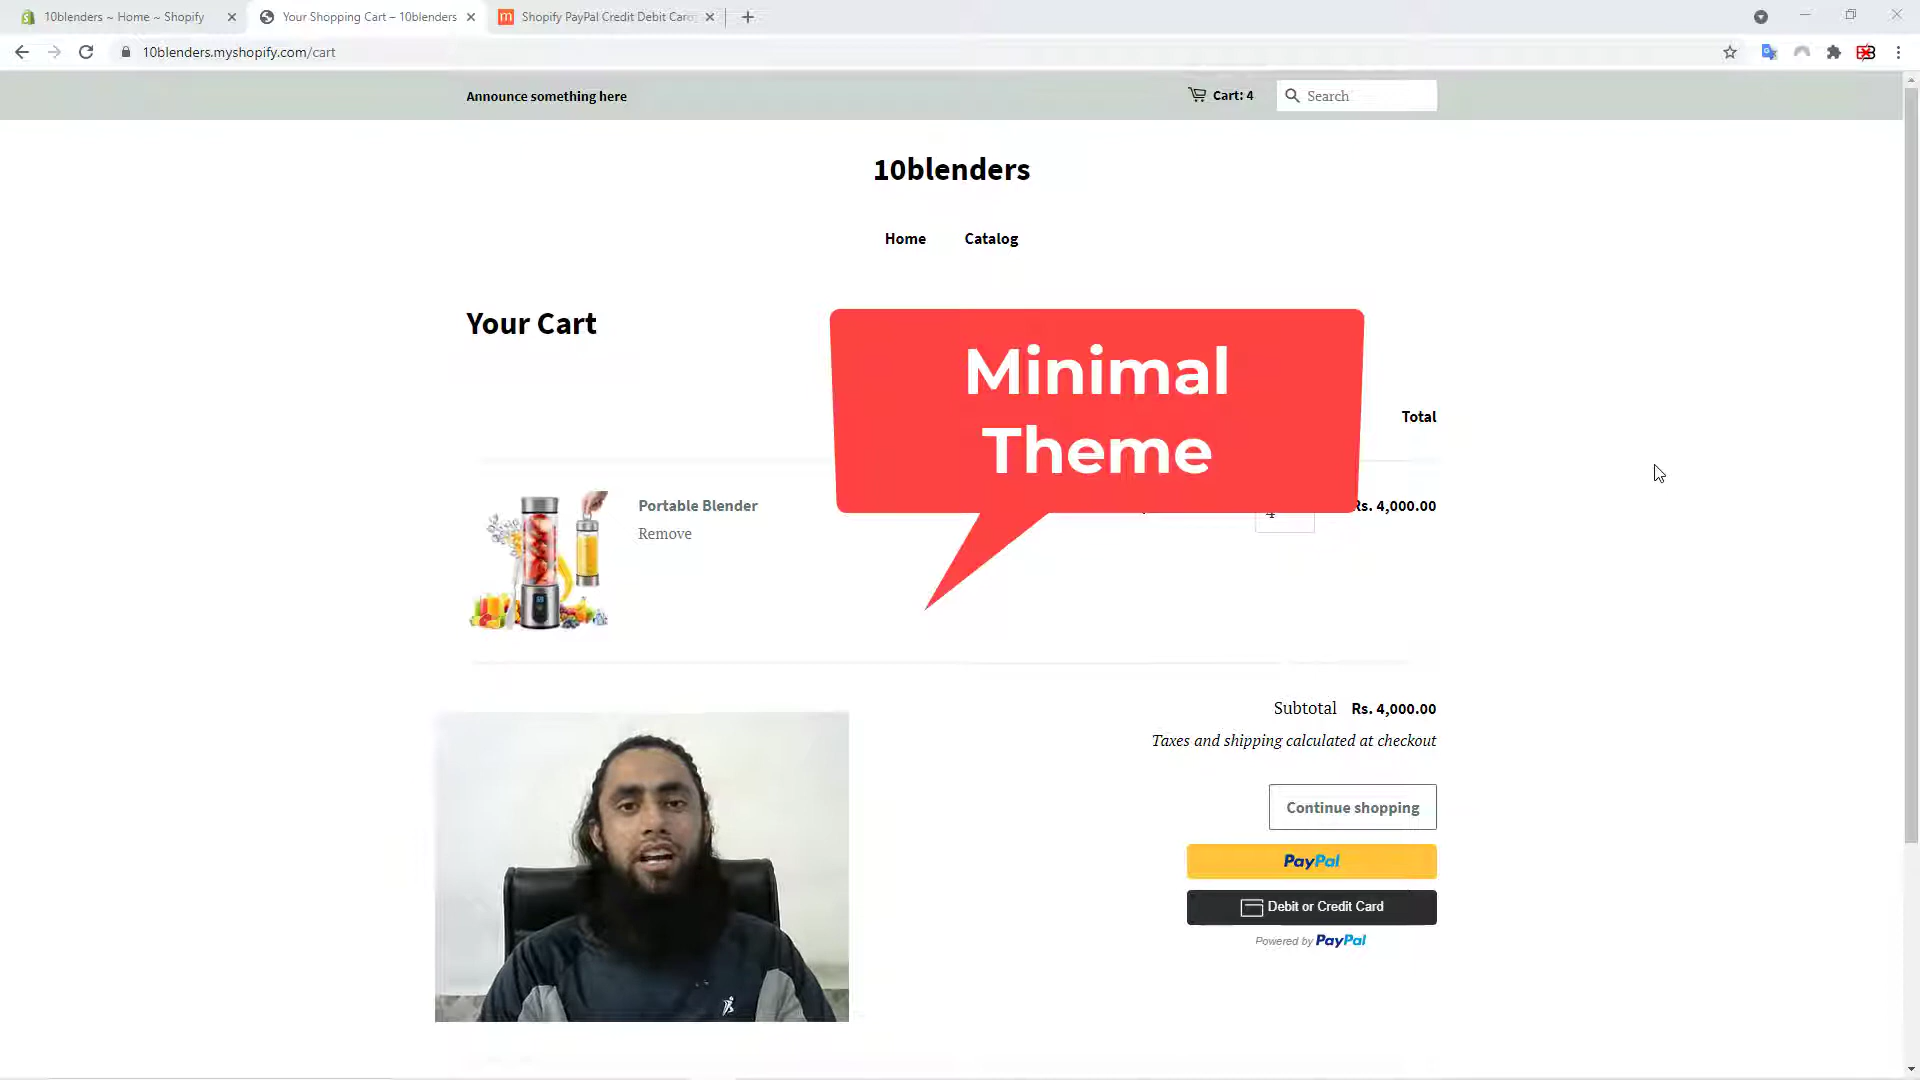 10blenders ~ Home ~ Shopify
Your Shopping Cart – 10blenders
Shopify PayPal Credit Debit Card
10blenders.myshopify.com/cart
Announce something here
Cart: 4
Search
10blenders
Home
Catalog
Your Cart
Minimal
Theme
Total
Portable Blender
4
Rs. 4,000.00
Remove
Subtotal Rs. 4,000.00
Taxes and shipping calculated at checkout
Continue shopping
PayPal
Debit or Credit Card
Powered by PayPal